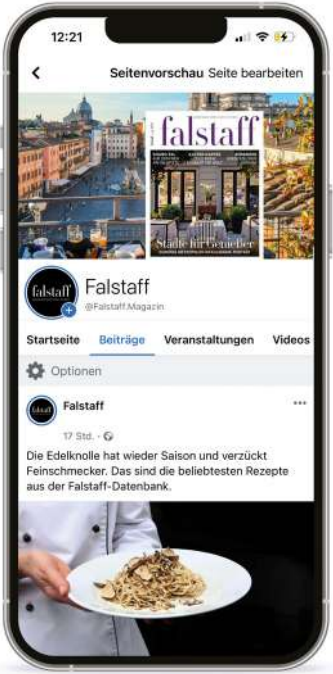 12:21
Seitenvorschau Seite bearbeiten
falstaff
Städte für Genießer
falstaff
Falstaff
@Falstaff.Magazin
Startseite Beiträge Veranstaltungen Videos
Optionen
falstaff
Falstaff
17 Std.
Die Edelknolle hat wieder Saison und verzückt
Feinschmecker. Das sind die beliebtesten Rezepte
aus der Falstaff-Datenbank.